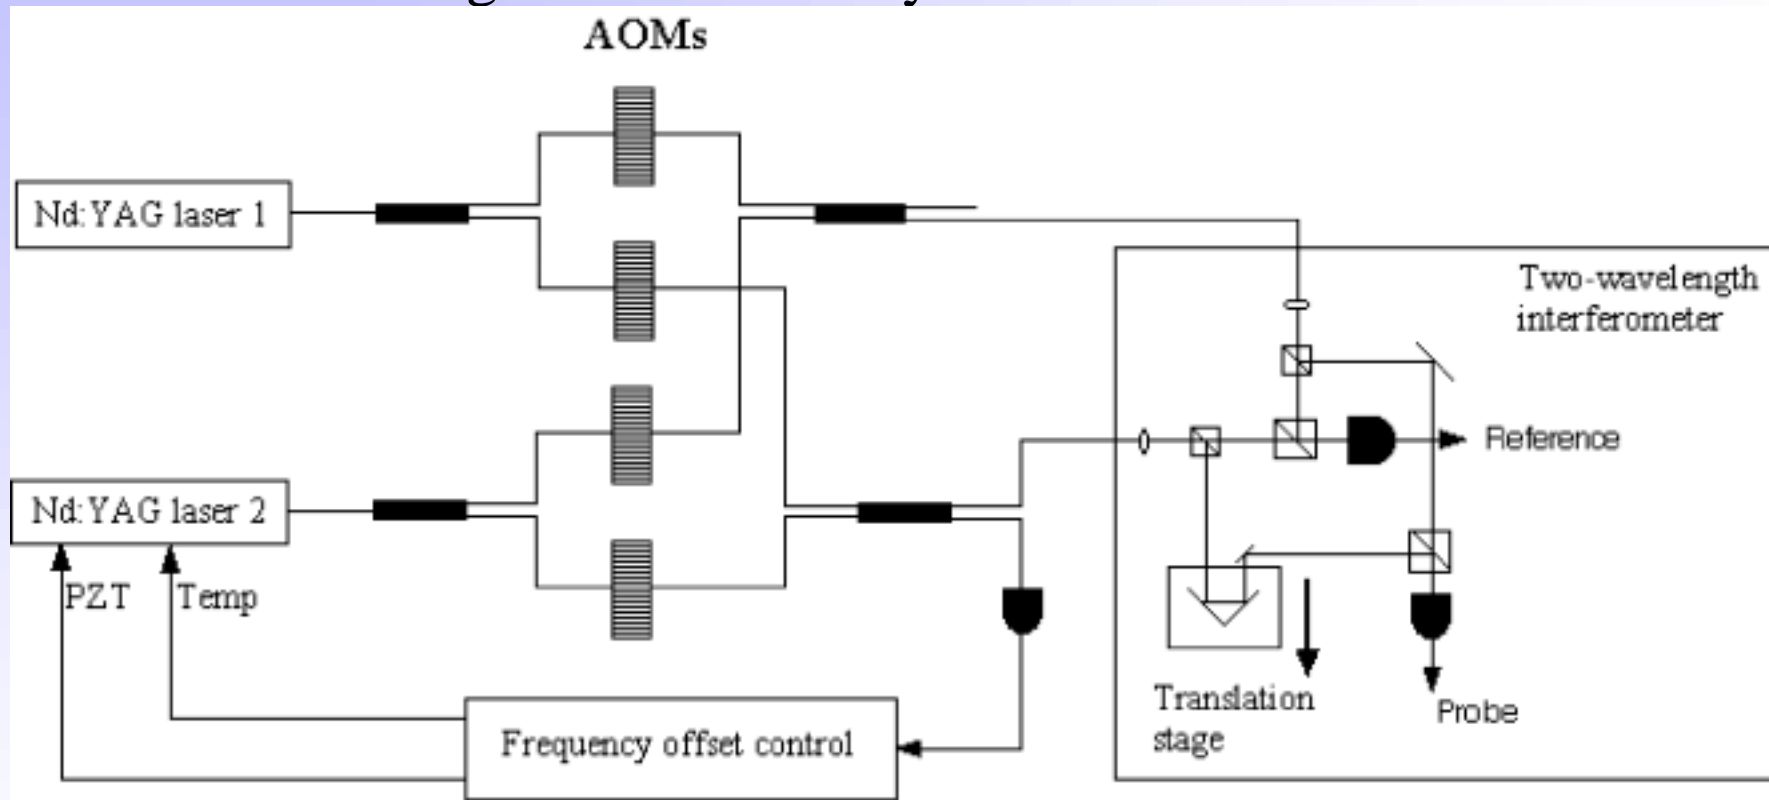 AOMs
Nd:YAG laser 1
Two-wavelength
interferometer
Reference
Nd:YAG laser 2
PZT
Temp
Translation
stage
Probe
Frequency offset control